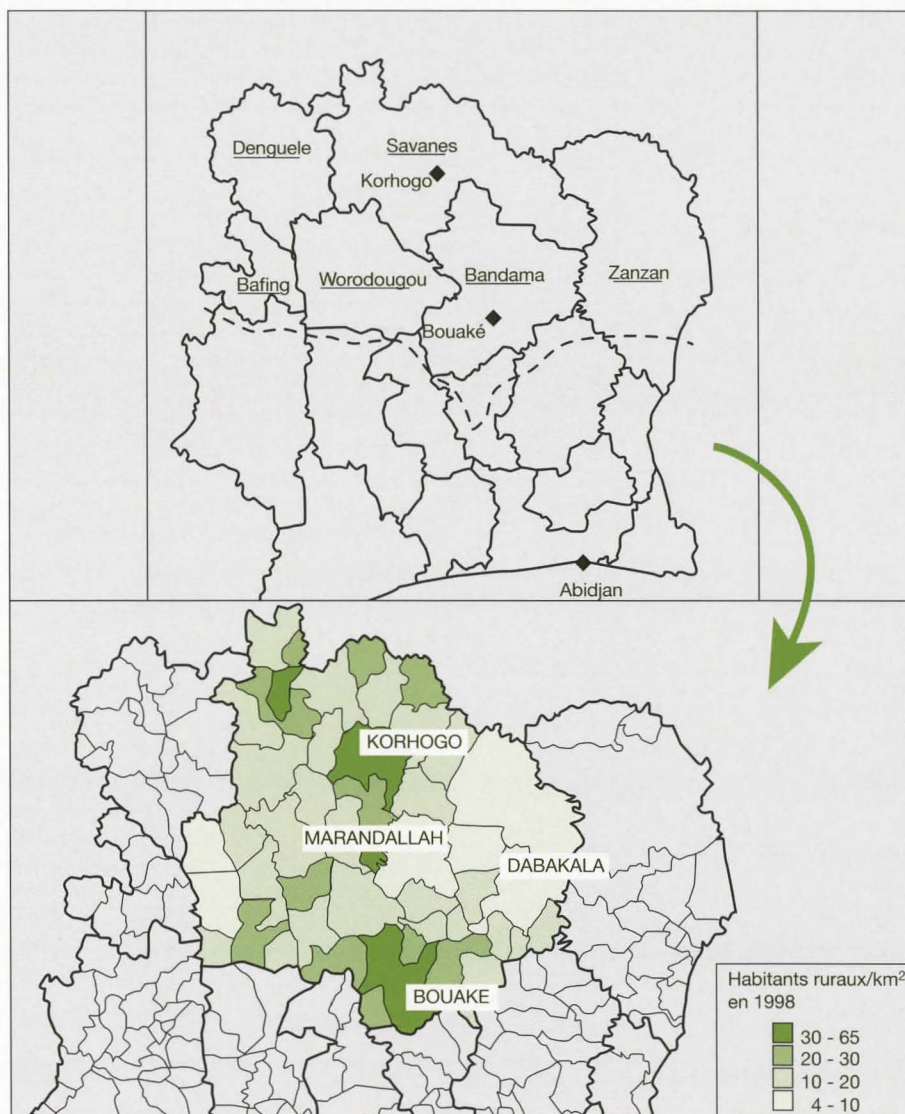 Denguele
Savanes
Korhogo
Bafing
Worodougou
Bandama
Zanzan
Bouaké
Abidjan
KORHOGO
MARANDALLAH
DABAKALA
BOUAKE
Habitants ruraux/km²
en 1998
30 - 65
20 - 30
10 - 20
4 - 10